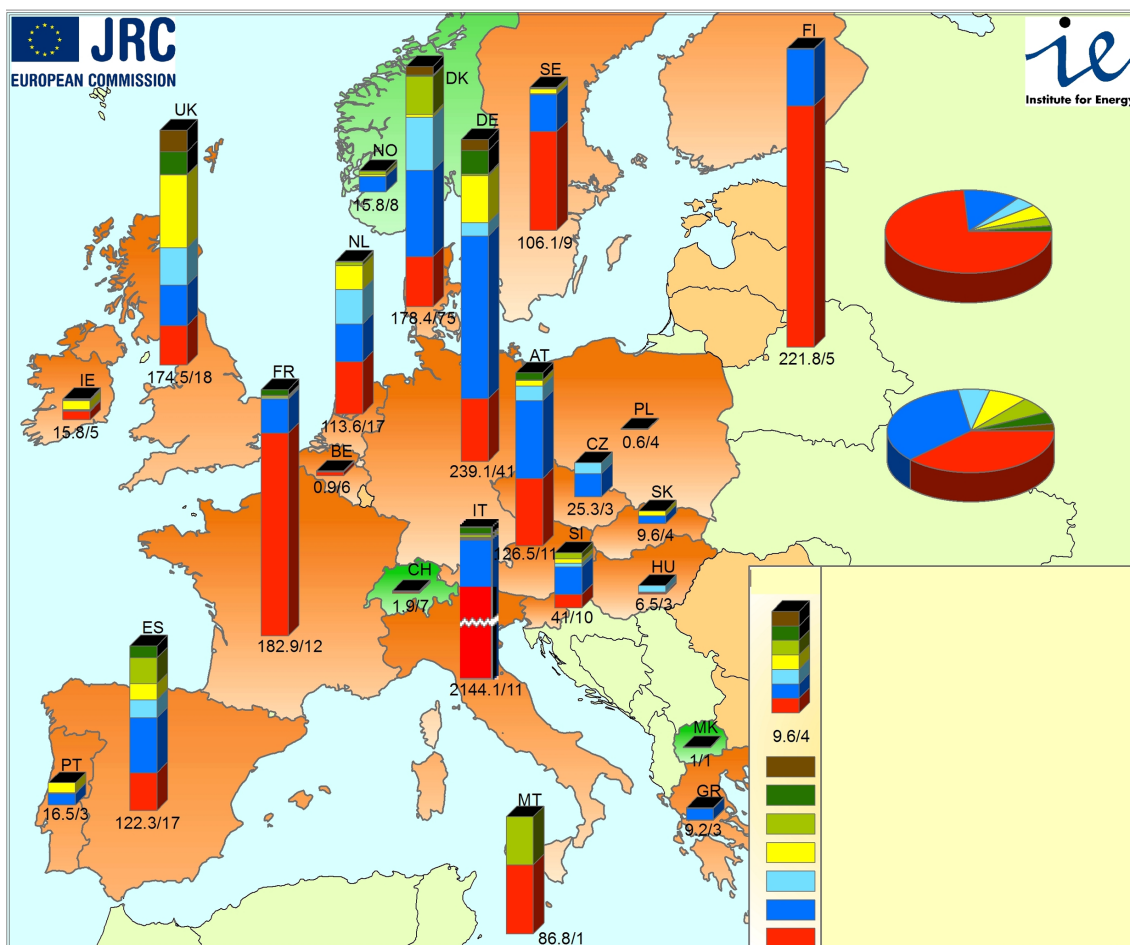 JRC
EUROPEAN COMMISSION
ie
Institute for Energy
FI
SE
DK
UK
DE
NO
15.8/8
106.1/9
NL
178.4/75
221.8/5
174.5/18
FR
AT
IE
15.8/5
113.6/17
PL
0.6/4
BE
0.9/6
239.1/41
CZ
25.3/3
SK
9.6/4
IT
126.5/11
SI
CH
1.9/7
HU
6.5/3
41/10
ES
182.9/12
2144.1/11
MK
1/1
9.6/4
PT
16.5/3
122.3/17
MT
GR
9.2/3
86.8/1